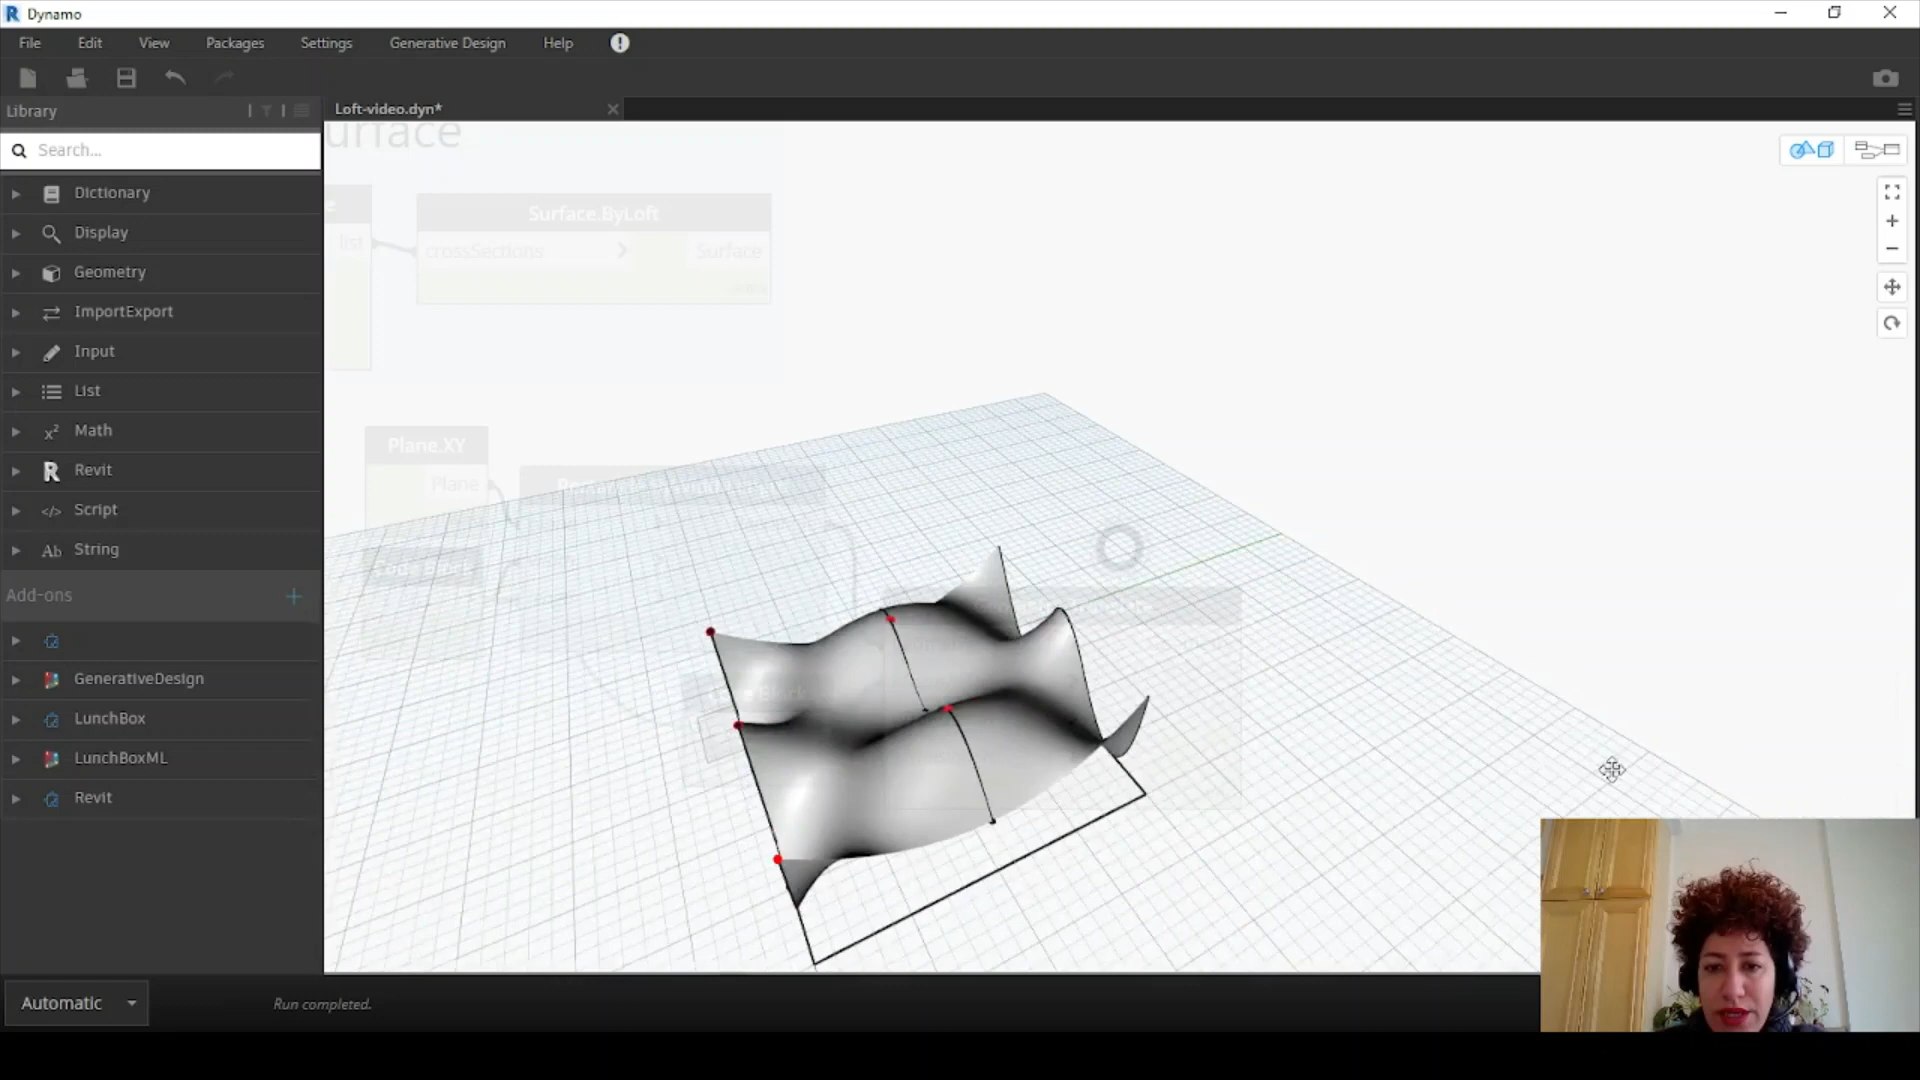 Dynamo
File Edit View Packages Settings Generative Design Help
Library
Loft-video.dyn*
Search...
urface
Surface.ByLoft
list
crossSections
Surface
Dictionary
Display
Geometry
ImportExport
Input
List
Math
Plane.XY
Revit
Plane
Script
Code Block
String
Add-ons
GenerativeDesign
LunchBox
LunchBoxML
Revit
Automatic
Run completed.